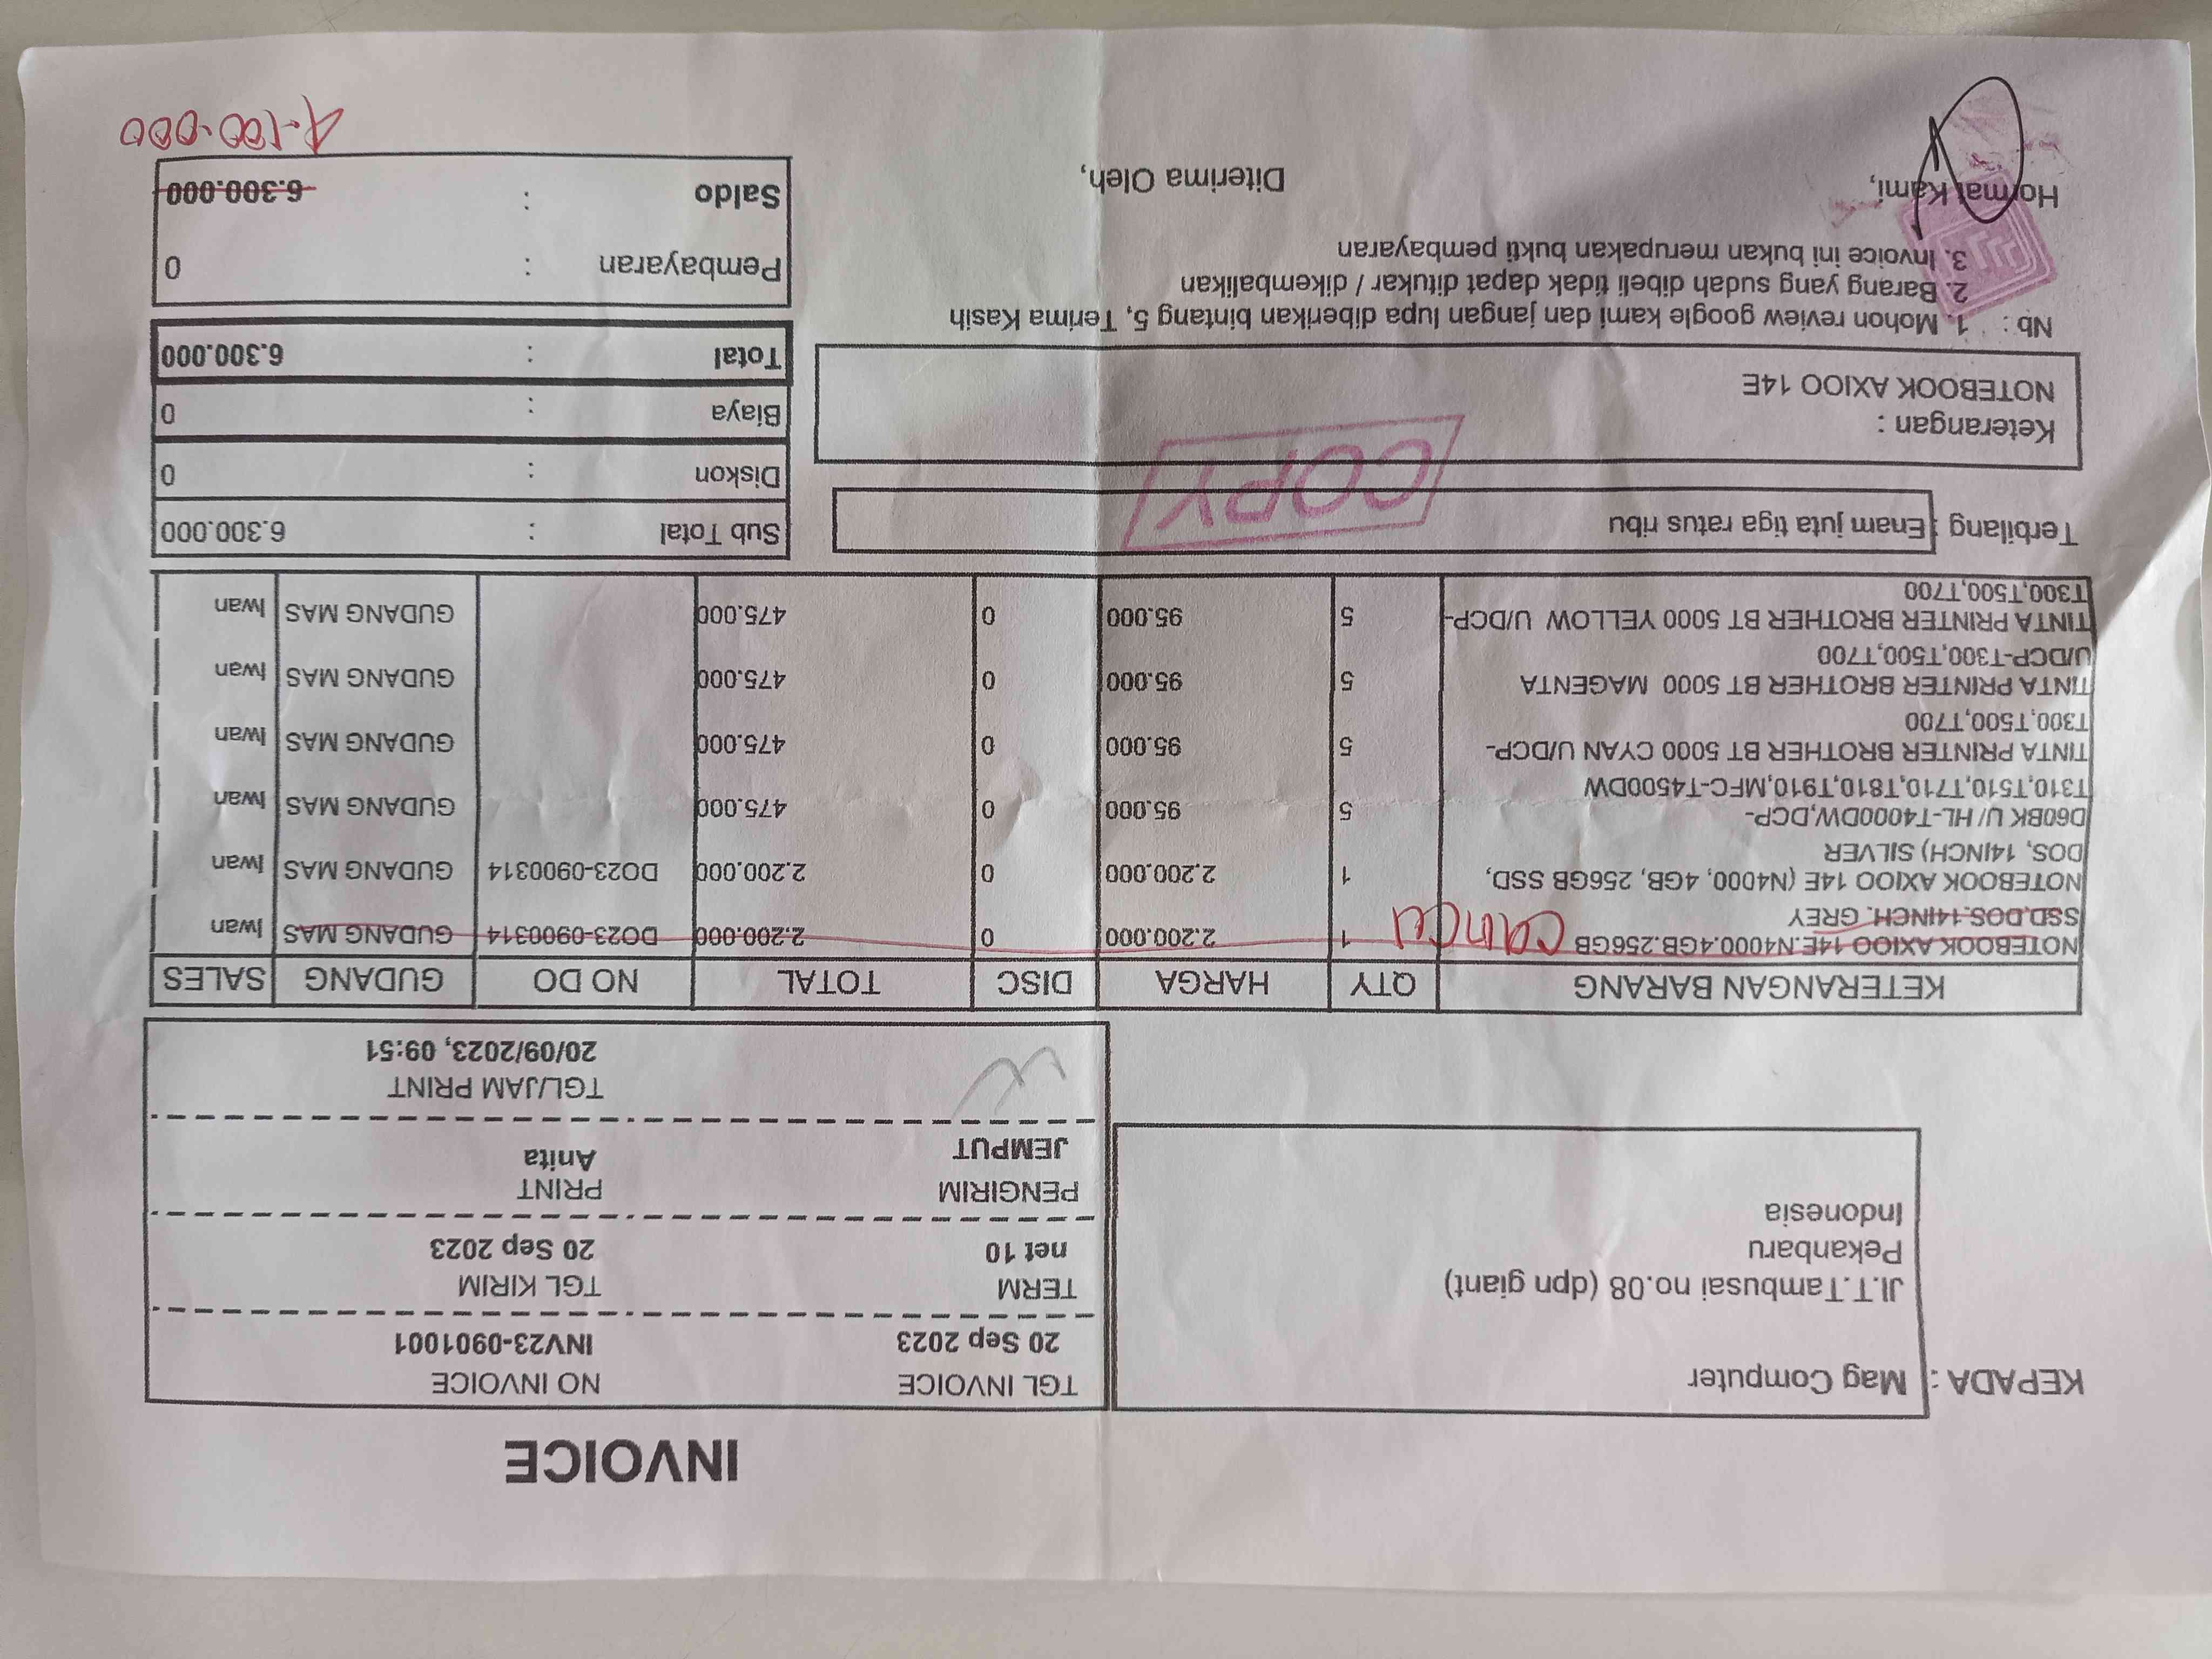 INVOICE
KEPADA : Mag Computer
Jl.T.Tambusai no.08 (dpn giant)
Pekanbaru
Indonesia
TGL INVOICE NO INVOICE
20 Sep 2023 INV23-0901001
TERM TGL KIRIM
net 10 20 Sep 2023
PENGIRIM PRINT
JEMPUT Anita
TGL/JAM PRINT
20/09/2023, 09:51
KETERANGAN BARANG QTY HARGA DISC TOTAL NO DO GUDANG SALES
NOTEBOOK AXIOO 14E.N4000.4GB.256GB cancel 1 2.200.000 0 2.200.000 DO23-0900314 GUDANG MAS Iwan
SSD,DOS.14INCH. GREY
NOTEBOOK AXIOO 14E (N4000, 4GB, 256GB SSD, 1 2.200.000 0 2.200.000 DO23-0900314 GUDANG MAS Iwan
DOS, 14INCH) SILVER
D60BK U/ HL-T4000DW,DCP- 5 95.000 0 475.000 GUDANG MAS Iwan
T310,T510,T710,T810,T910,MFC-T4500DW
TINTA PRINTER BROTHER BT 5000 CYAN U/DCP- 5 95.000 0 475.000 GUDANG MAS Iwan
T300,T500,T700
TINTA PRINTER BROTHER BT 5000 MAGENTA 5 95.000 0 475.000 GUDANG MAS Iwan
U/DCP-T300,T500,T700
TINTA PRINTER BROTHER BT 5000 YELLOW U/DCP- 5 95.000 0 475.000 GUDANG MAS Iwan
T300,T500,T700
Terbilang : Enam juta tiga ratus ribu
COPY
Keterangan :
NOTEBOOK AXIOO 14E
Sub Total : 6.300.000
Diskon : 0
Biaya : 0
Total : 6.300.000
Pembayaran : 0
Saldo : 6.300.000
4.100.000
Nb : 1. Mohon review google kami dan jangan lupa diberikan bintang 5, Terima Kasih
2. Barang yang sudah dibeli tidak dapat ditukar / dikembalikan
3. Invoice ini bukan merupakan bukti pembayaran
Hormat Kami, Diterima Oleh,